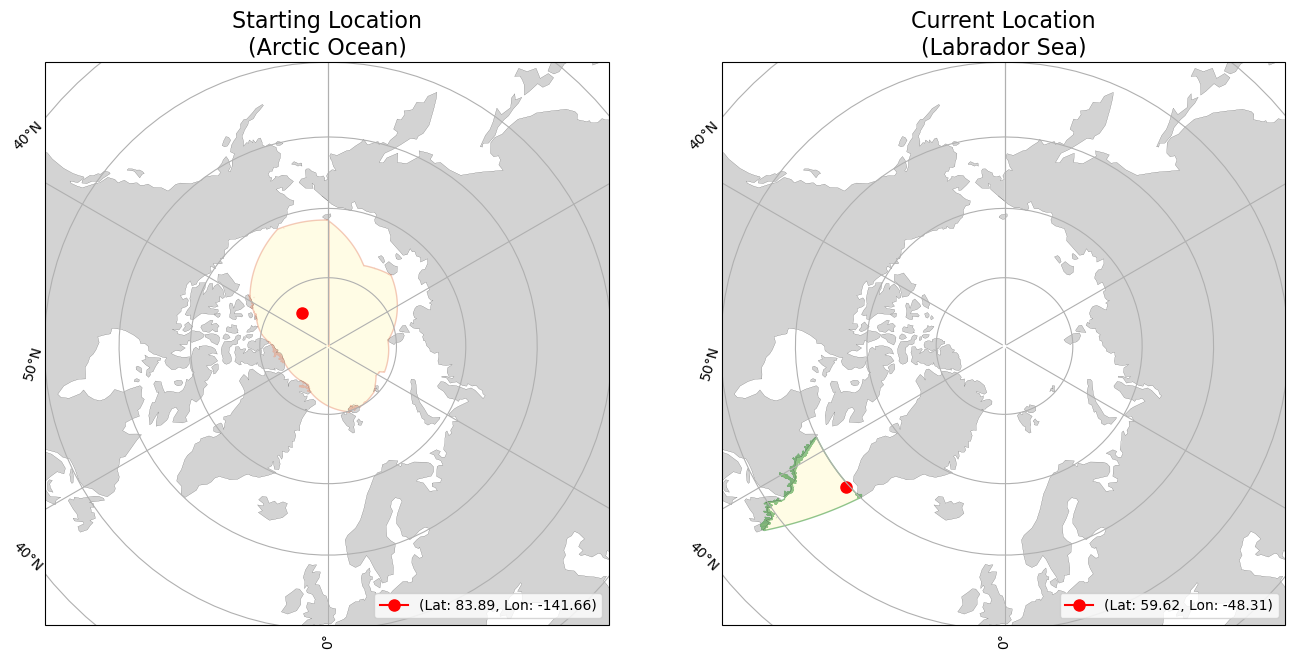 Starting Location
(Arctic Ocean)
40°N
50°N
40°N
0°
(Lat: 83.89, Lon: -141.66)
Current Location
(Labrador Sea)
40°N
50°N
40°N
0°
(Lat: 59.62, Lon: -48.31)